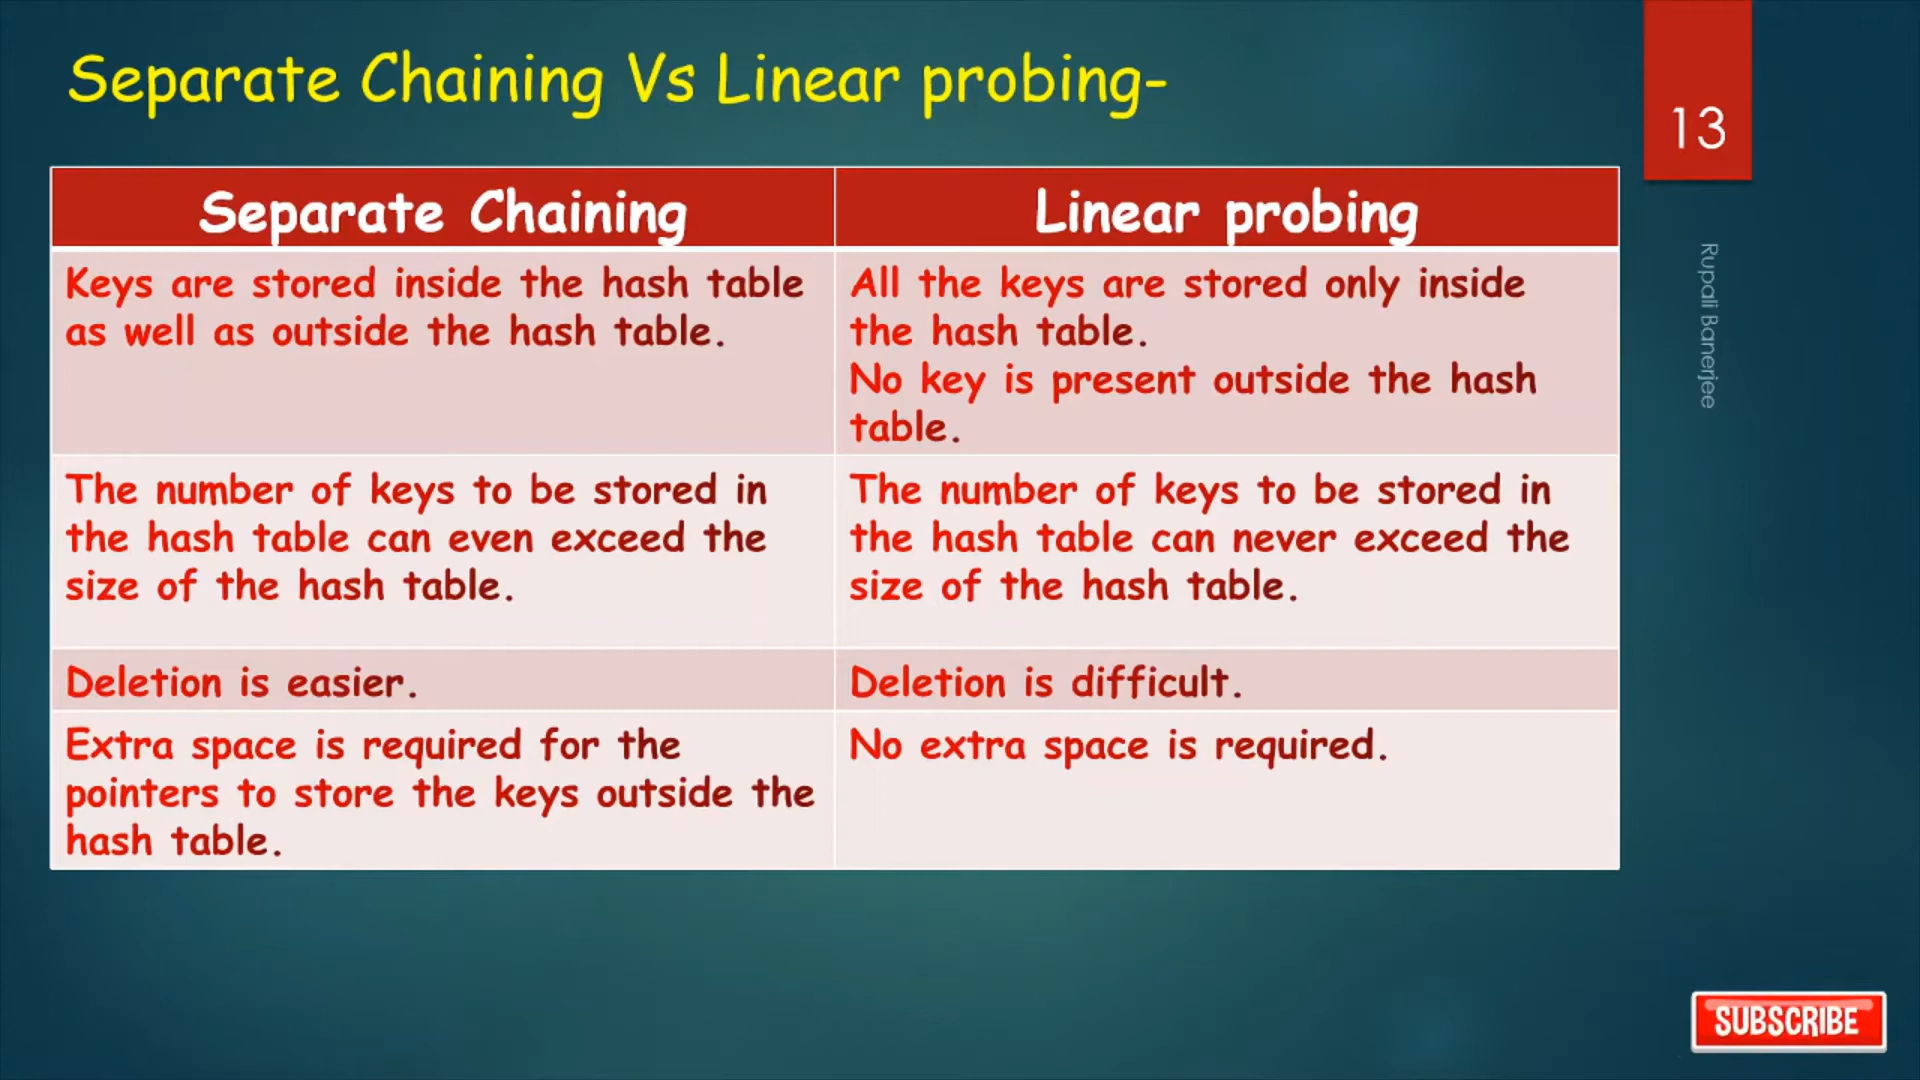 Separate Chaining Vs Linear probing-
13
Separate Chaining
Linear probing
Keys are stored inside the hash table
as well as outside the hash table.
All the keys are stored only inside
the hash table.
No key is present outside the hash
table.
The number of keys to be stored in
the hash table can even exceed the
size of the hash table.
The number of keys to be stored in
the hash table can never exceed the
size of the hash table.
Deletion is easier.
Deletion is difficult.
Extra space is required for the
pointers to store the keys outside the
hash table.
No extra space is required.
Rupali Banerjee
SUBSCRIBE